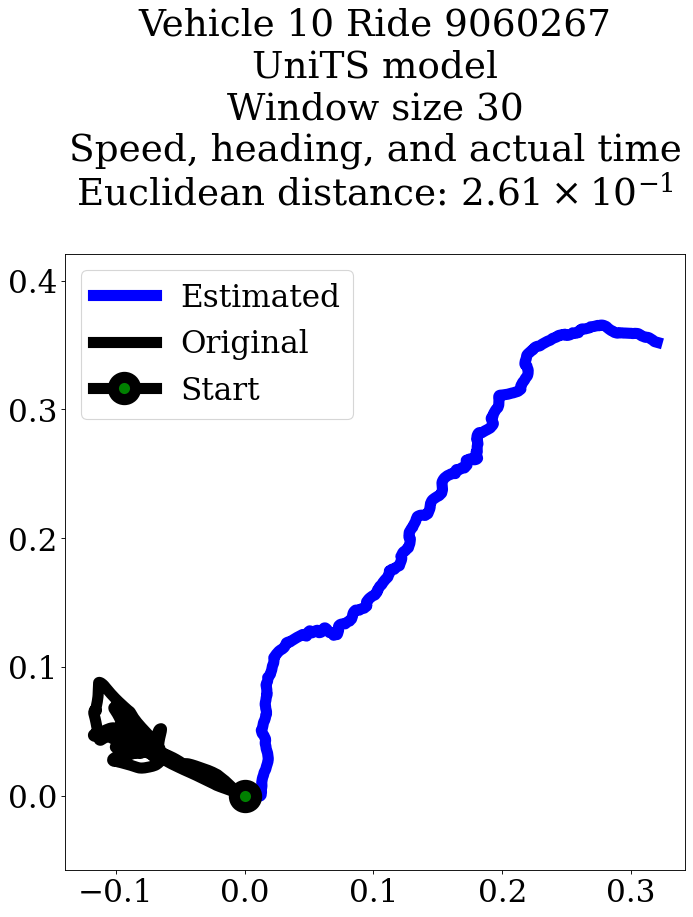 Vehicle 10 Ride 9060267
UniTS model
Window size 30
Speed, heading, and actual time
Euclidean distance: 2.61 × 10⁻¹
Estimated
Original
Start
0.4
0.3
0.2
0.1
0.0
−0.1 0.0 0.1 0.2 0.3